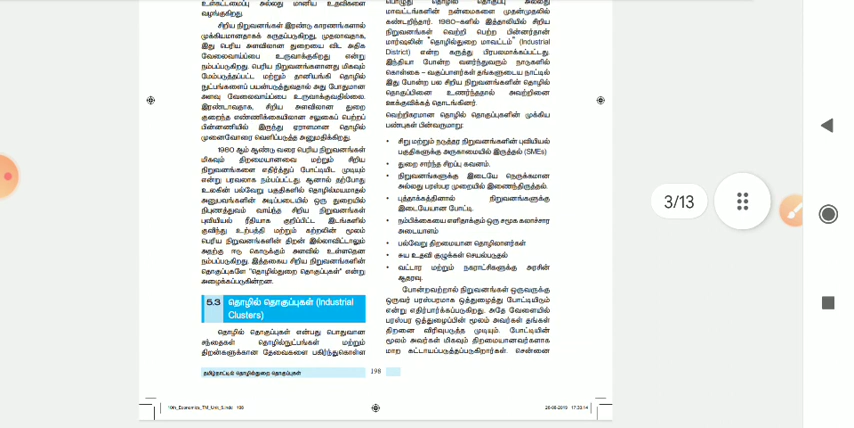 உள்கட்டமைப்பு அல்லது மானிய உதவிகளை
வழங்குகிறது.
சிறிய நிறுவனங்கள் இரண்டு காரணங்களால்
முக்கியமானதாகக் கருதப்படுகிறது. முதலாவதாக,
இது பெரிய அளவிலான துறையை விட அதிக
வேலைவாய்ப்பை உருவாக்குகிறது என்று
நம்பப்படுகிறது. பெரிய நிறுவனங்களானது மிகவும்
மேம்படுத்தப்பட்ட மற்றும் தானியங்கி தொழில்
நுட்பங்களைப் பயன்படுத்துவதால் அது போதுமான
அளவு வேலைவாய்ப்பை உருவாக்குவதில்லை.
இரண்டாவதாக, சிறிய அளவிலான துறை
குறைந்த எண்ணிக்கையிலான சலுகைப் பெற்றப்
பின்னணியில் இருந்து ஏராளமான தொழில்
முனைவோரை வெளிப்படுத்த அனுமதிக்கிறது.
1980 ஆம் ஆண்டு வரை பெரிய நிறுவனங்கள்
மிகவும் திறமையானவை மற்றும் சிறிய
நிறுவனங்களை எதிர்த்துப் போட்டியிட முடியும்
என்று பரவலாக நம்பப்பட்டது. ஆனால் தற்போது
உலகின் பல்வேறு பகுதிகளில் தொழில்மயமாதல்
அனுபவங்களின் அடிப்படையில் ஒரு துறையில்
நிபுணத்துவம் வாய்ந்த சிறிய நிறுவனங்கள்
புவியியல் ரீதியாக குறிப்பிட்ட இடங்களில்
குவிந்து உற்பத்தி மற்றும் கற்றலின் மூலம்
பெரிய நிறுவனங்களின் திறன் இல்லாவிட்டாலும்
அதற்கு ஈடு கொடுக்கும் அளவில் உள்ளதென
நம்பப்படுகிறது. இத்தகைய சிறிய நிறுவனங்களின்
தொகுப்புகளே "தொழில்துறை தொகுப்புகள்" என்று
அழைக்கப்படுகின்றன.
5.3 தொழில் தொகுப்புகள் (Industrial
Clusters)
தொழில் தொகுப்புகள் என்பது பொதுவான
சந்தைகள் தொழில்நுட்பங்கள் மற்றும்
திறன்களுக்கான தேவைகளை பகிர்ந்துகொள்ள
பொழுது தொழில் தொகுப்பு அல்லது
மாவட்டங்களின் நன்மைகளை முதன்முதலில்
கண்டறிந்தார். 1980-களில் இத்தாலியில் சிறிய
நிறுவனங்கள் வெற்றி பெற்ற பின்னர்தான்
மார்ஷலின் "தொழில்துறை மாவட்டம்" (Industrial
District) என்ற கருத்து பிரபலமாக்கப்பட்டது.
இந்தியா போன்ற வளர்ந்துவரும் நாடுகளில்
கொள்கை – வகுப்பாளர்கள் தங்களுடைய நாட்டில்
இது போன்ற பல சிறிய நிறுவனங்களின் தொழில்
தொகுப்பினை உணர்ந்ததால் அவற்றினை
ஊக்குவிக்கத் தொடங்கினர்.
வெற்றிகரமான தொழில் தொகுப்புகளின் முக்கிய
பண்புகள் பின்வருமாறு:
• சிறு மற்றும் நடுத்தர நிறுவனங்களின் புவியியல்
பகுதிகளுக்கு அருகாமையில் இருத்தல் (SMEs)
• துறை சார்ந்த சிறப்பு கவனம்.
• நிறுவனங்களுக்கு இடையே நெருக்கமான
அல்லது பரஸ்பர முறையில் இணைந்திருத்தல்.
• புத்தாக்கத்தினால் நிறுவனங்களுக்கு
இடையேயான போட்டி.
• நம்பிக்கையை எளிதாக்கும் ஒரு சமூக கலாச்சார
அடையாளம்
• பல்வேறு திறமையான தொழிலாளர்கள்
• சுய உதவி குழுக்கள் செயல்படுதல்
• வட்டார மற்றும் நகராட்சிகளுக்கு அரசின்
ஆதரவு.
போன்றவற்றால் நிறுவனங்கள் ஒருவருக்கு
ஒருவர் பரஸ்பரமாக ஒத்துழைத்து போட்டியிடும்
என்று எதிர்பார்க்கப்படுகிறது. அதே வேளையில்
பரஸ்பர ஒத்துழைப்பின் மூலம் அவர்கள் தங்கள்
திறனை விரிவுபடுத்த முடியும். போட்டியின்
மூலம் அவர்கள் மிகவும் திறமையானவர்களாக
மாற கட்டாயப்படுத்தப்படுகிறார்கள். சென்னை
தமிழ்நாட்டில் தொழில்துறை தொகுப்புகள் 198
10th_Economics_TM_Unit_5.indd 198
3/13